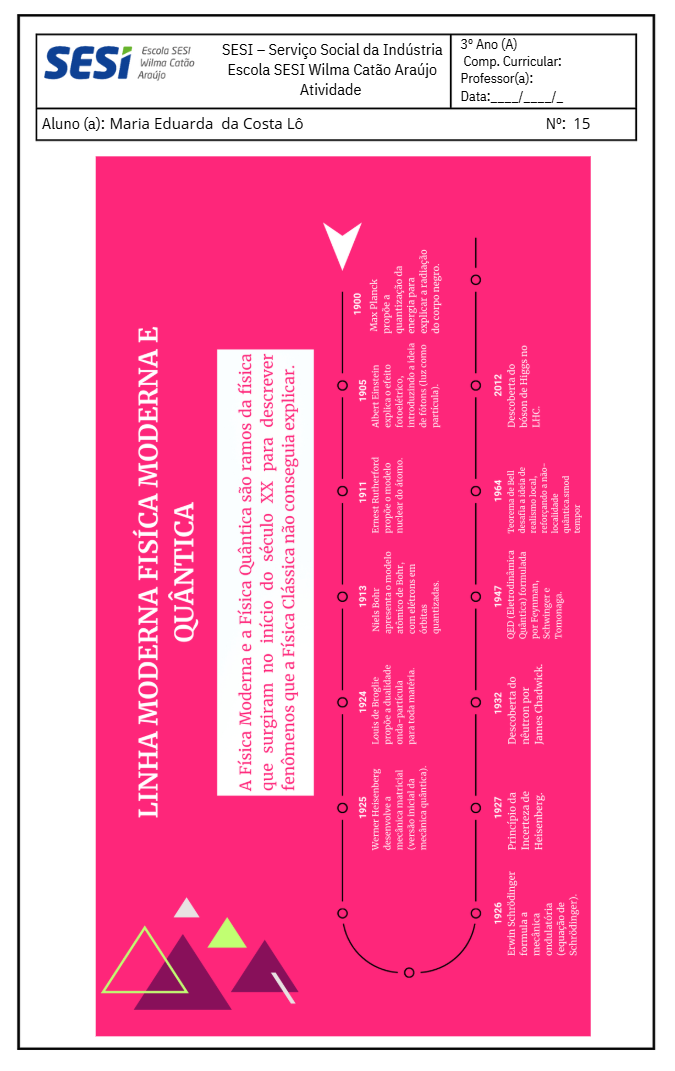 SESI
Escola SESI
Wilma Catão
Araújo
SESI – Serviço Social da Indústria
Escola SESI Wilma Catão Araújo
Atividade
3º Ano (A)
Comp. Curricular:
Professor(a):
Data:____/____/_
Aluno (a): Maria Eduarda da Costa Lô
Nº: 15
LINHA MODERNA FISÍCA MODERNA E
QUÂNTICA
A Física Moderna e a Física Quântica são ramos da física
que surgiram no início do século XX para descrever
fenômenos que a Física Clássica não conseguia explicar.
1900
Max Planck
propõe a
quantização da
energia para
explicar a radiação
do corpo negro.
1905
Albert Einstein
explica o efeito
fotoelétrico,
introduzindo a ideia
de fótons (luz como
partícula).
1911
Ernest Rutherford
propõe o modelo
nuclear do átomo.
1913
Niels Bohr
apresenta o modelo
atômico de Bohr,
com elétrons em
órbitas
quantizadas.
1924
Louis de Broglie
propõe a dualidade
onda-partícula
para toda matéria.
1925
Werner Heisenberg
desenvolve a
mecânica matricial
(versão inicial da
mecânica quântica).
1926
Erwin Schrödinger
formula a
mecânica
ondulatória
(equação de
Schrödinger).
1927
Princípio da
Incerteza de
Heisenberg.
1932
Descoberta do
nêutron por
James Chadwick.
1947
QED (Eletrodinâmica
Quântica) formulada
por Feynman,
Schwinger e
Tomonaga.
1964
Teorema de Bell
desafia a ideia de
realismo local,
reforçando a não-
localidade
quântica.smod
tempor
2012
Descoberta do
bóson de Higgs no
LHC.